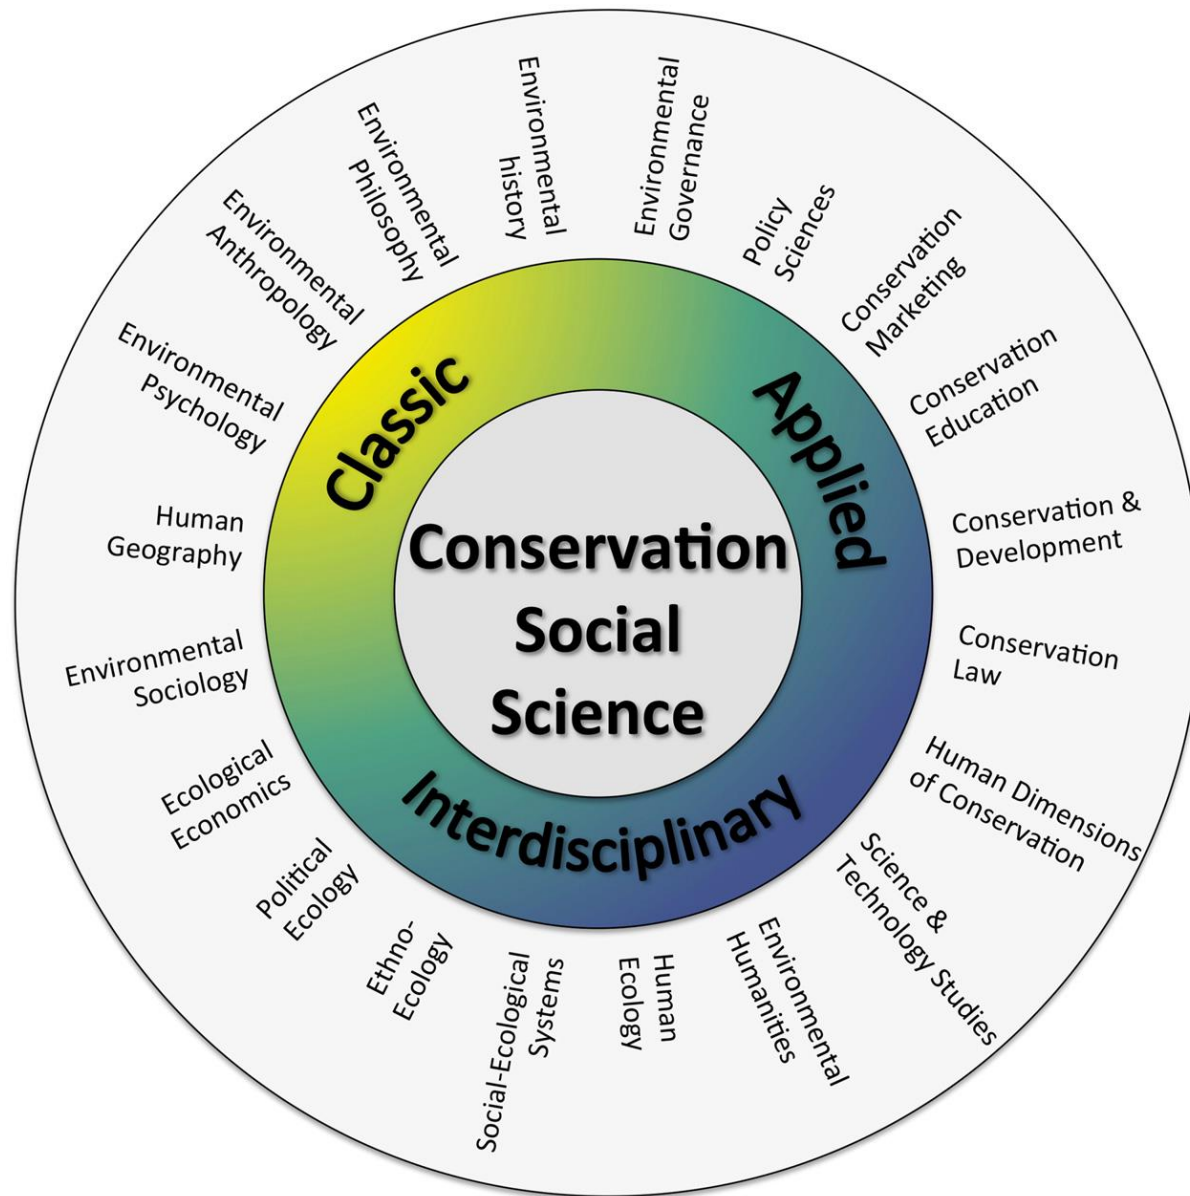 Conservation
Social
Science
Classic
Applied
Interdisciplinary
Environmental
history
Environmental
Governance
Policy
Sciences
Conservation
Marketing
Conservation
Education
Conservation &
Development
Conservation
Law
Human Dimensions
of Conservation
Science &
Technology Studies
Environmental
Humanities
Human
Ecology
Social-Ecological
Systems
Ethno-
Ecology
Political
Ecology
Ecological
Economics
Environmental
Sociology
Human
Geography
Environmental
Psychology
Environmental
Anthropology
Environmental
Philosophy